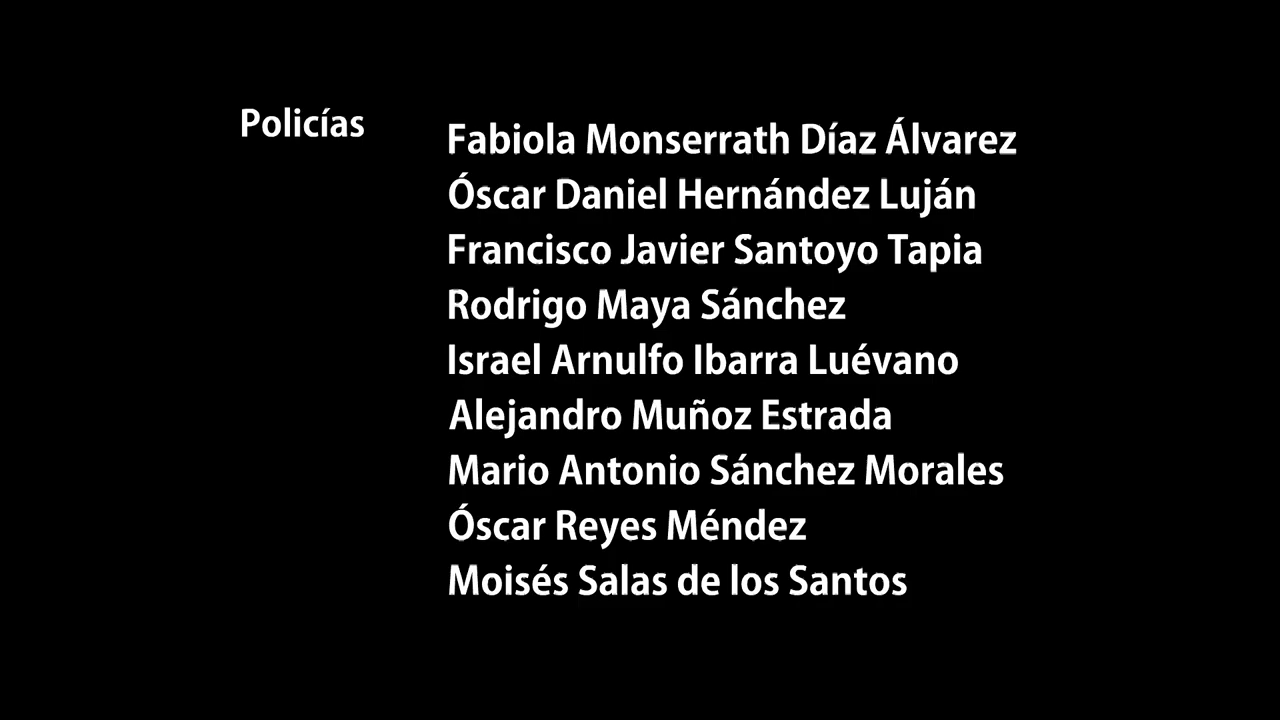 Policías
Fabiola Monserrath Díaz Álvarez
Óscar Daniel Hernández Luján
Francisco Javier Santoyo Tapia
Rodrigo Maya Sánchez
Israel Arnulfo Ibarra Luévano
Alejandro Muñoz Estrada
Mario Antonio Sánchez Morales
Óscar Reyes Méndez
Moisés Salas de los Santos